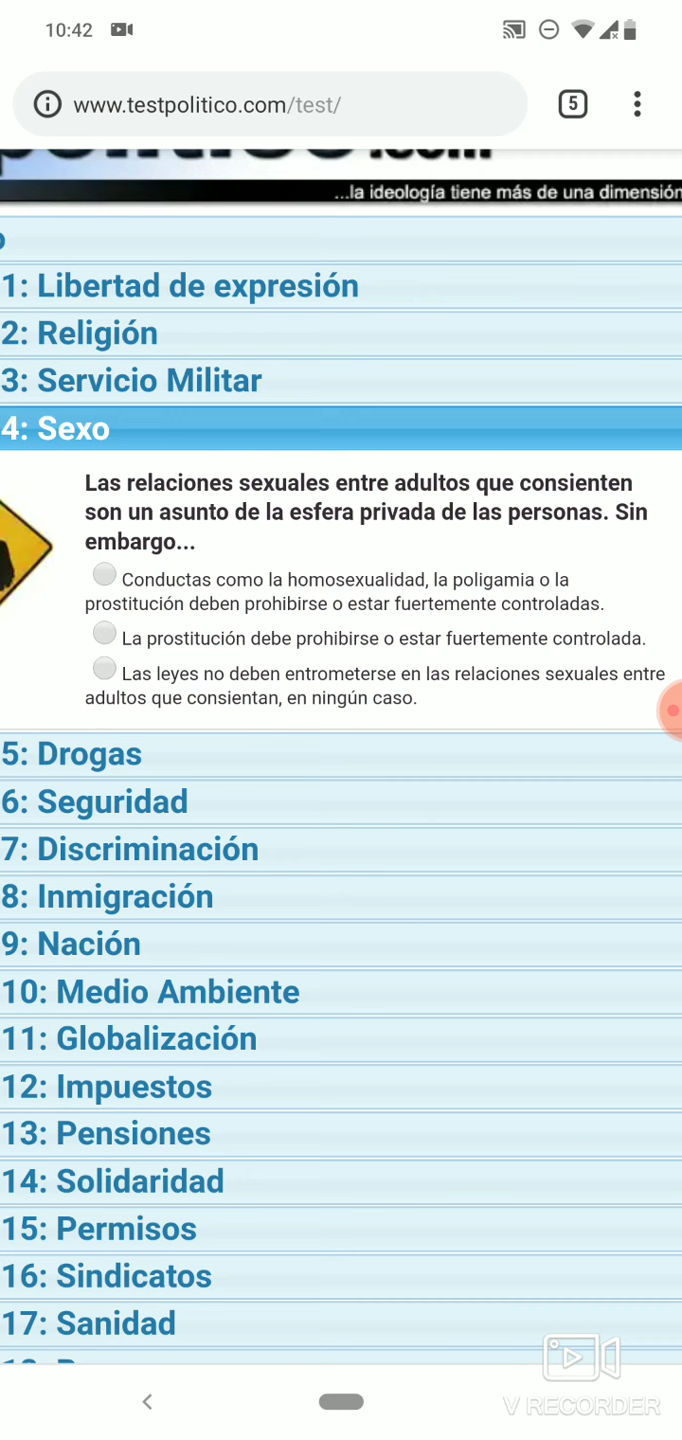 10:42
www.testpolitico.com/test/
5
...la ideología tiene más de una dimensión
1: Libertad de expresión
2: Religión
3: Servicio Militar
4: Sexo
Las relaciones sexuales entre adultos que consienten
son un asunto de la esfera privada de las personas. Sin
embargo...
Conductas como la homosexualidad, la poligamia o la
prostitución deben prohibirse o estar fuertemente controladas.
La prostitución debe prohibirse o estar fuertemente controlada.
Las leyes no deben entrometerse en las relaciones sexuales entre
adultos que consientan, en ningún caso.
5: Drogas
6: Seguridad
7: Discriminación
8: Inmigración
9: Nación
10: Medio Ambiente
11: Globalización
12: Impuestos
13: Pensiones
14: Solidaridad
15: Permisos
16: Sindicatos
17: Sanidad
V RECORDER